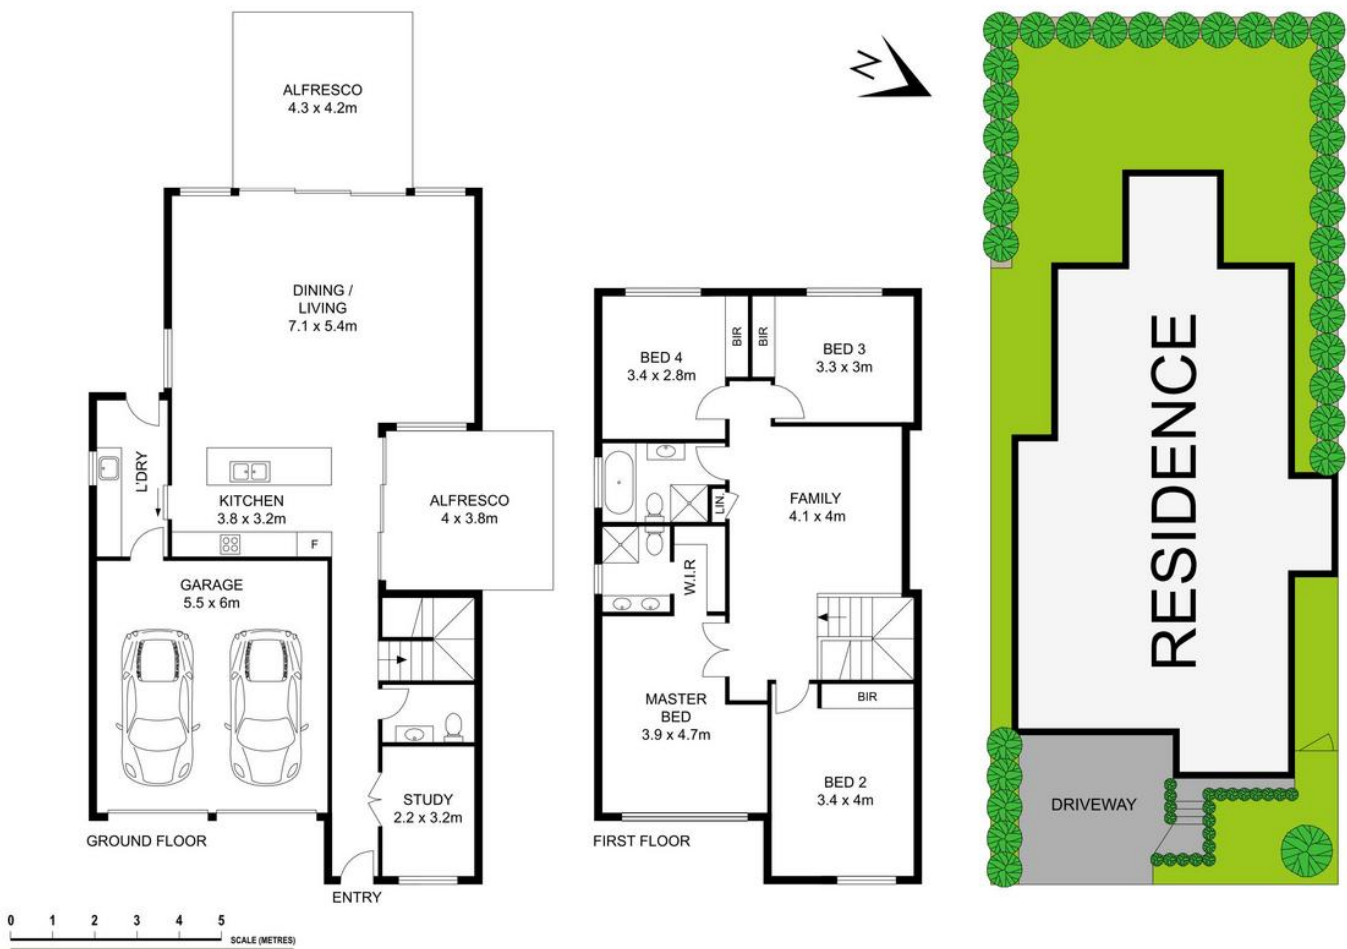 ALFRESCO
4.3 x 4.2m
DINING /
LIVING
7.1 x 5.4m
L'DRY
KITCHEN
3.8 x 3.2m
F
ALFRESCO
4 x 3.8m
GARAGE
5.5 x 6m
STUDY
2.2 x 3.2m
GROUND FLOOR
ENTRY
0 1 2 3 4 5
SCALE (METRES)
BED 4
3.4 x 2.8m
BIR
BIR
BED 3
3.3 x 3m
LIN.
FAMILY
4.1 x 4m
W.I.R
MASTER
BED
3.9 x 4.7m
BIR
BED 2
3.4 x 4m
FIRST FLOOR
N
RESIDENCE
DRIVEWAY